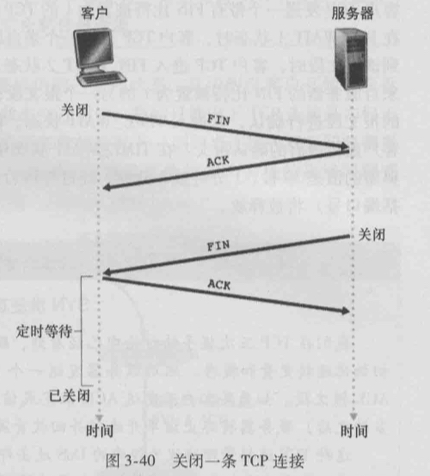 客户
服务器
关闭
FIN
ACK
关闭
FIN
ACK
定时等待
已关闭
时间
时间
图 3-40 关闭一条 TCP 连接